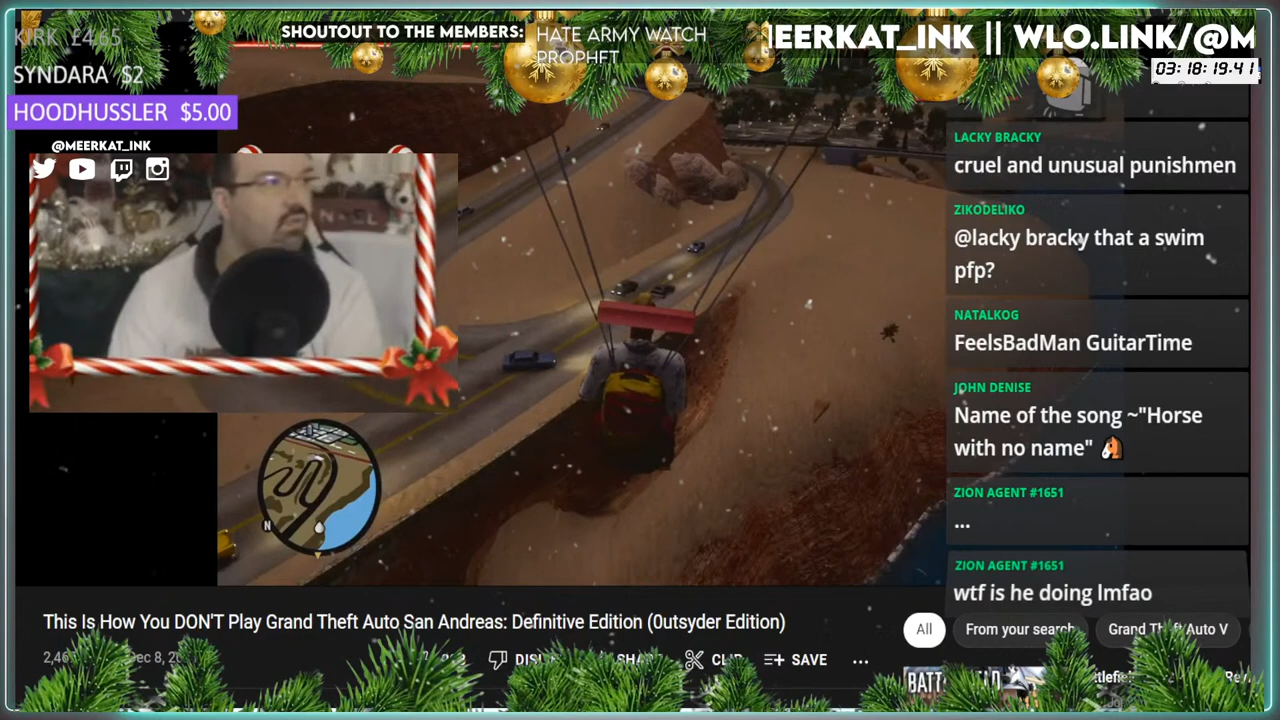 KIRK £4.65
SYNDARA $2
HOODHUSSLER $5.00
SHOUTOUT TO THE MEMBERS:
HATE ARMY WATCH
PROPHET
EERKAT_INK || WLO.LINK/@M
03:18:19.41
@MEERKAT_INK
NOEL
N
LACKY BRACKY
cruel and unusual punishmen
ZIKODELIKO
@lacky bracky that a swim
pfp?
NATALKOG
FeelsBadMan GuitarTime
JOHN DENISE
Name of the song ~"Horse
with no name" 🐴
ZION AGENT #1651
...
ZION AGENT #1651
wtf is he doing lmfao
This Is How You DON'T Play Grand Theft Auto San Andreas: Definitive Edition (0utsyder Edition)
All
From your search
Grand Theft Auto V
SAVE